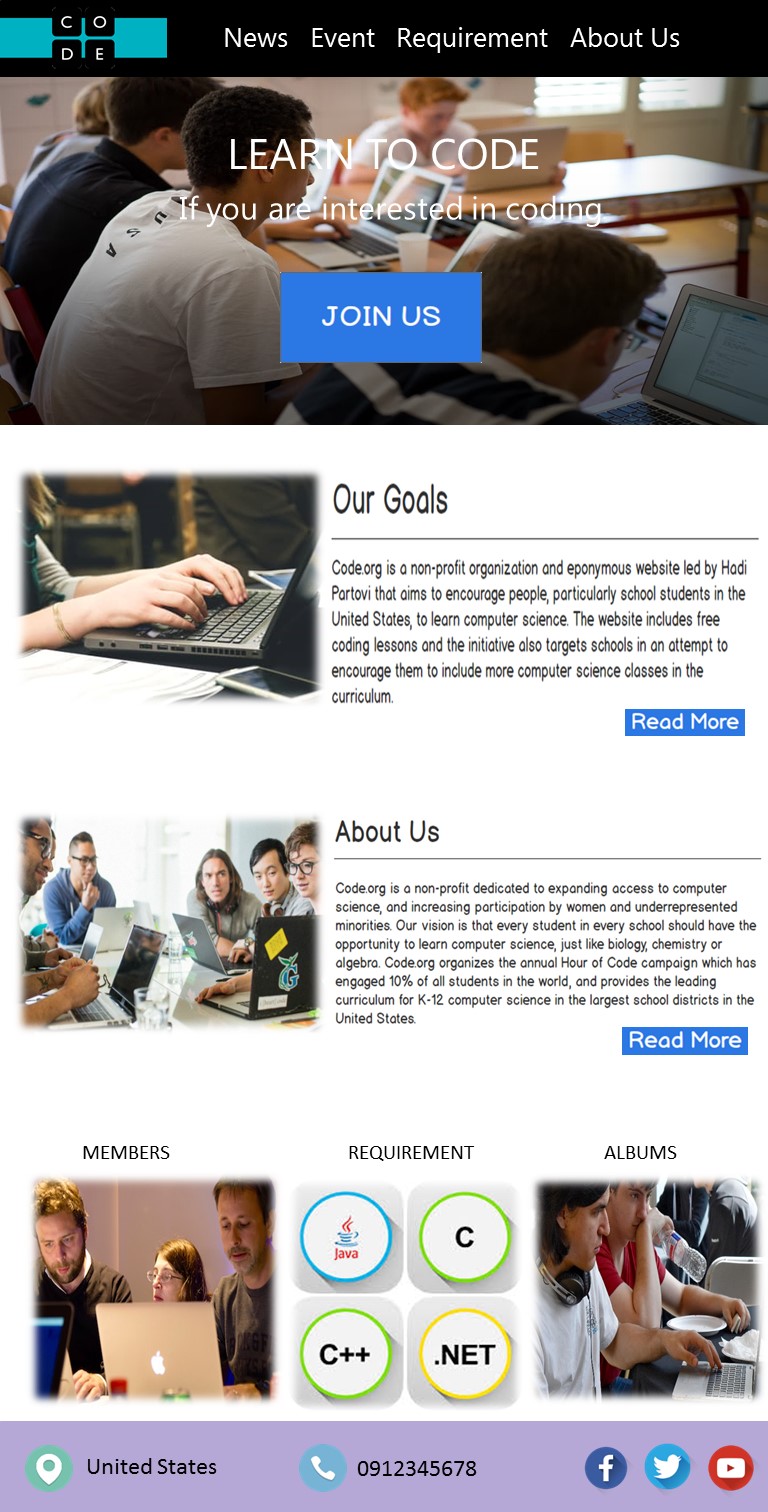 C O
D E
News Event Requirement About Us
LEARN TO CODE
If you are interested in coding.
USA
JOIN US
Our Goals
Code.org is a non-profit organization and eponymous website led by Hadi
Partovi that aims to encourage people, particularly school students in the
United States, to learn computer science. The website includes free
coding lessons and the initiative also targets schools in an attempt to
encourage them to include more computer science classes in the
curriculum.
Read More
About Us
Code.org is a non-profit dedicated to expanding access to computer
science, and increasing participation by women and underrepresented
minorities. Our vision is that every student in every school should have the
opportunity to learn computer science, just like biology, chemistry or
algebra. Code.org organizes the annual Hour of Code campaign which has
engaged 10% of all students in the world, and provides the leading
curriculum for K-12 computer science in the largest school districts in the
United States.
Read More
MEMBERS REQUIREMENT ALBUMS
Java C
C++ .NET
United States 0912345678